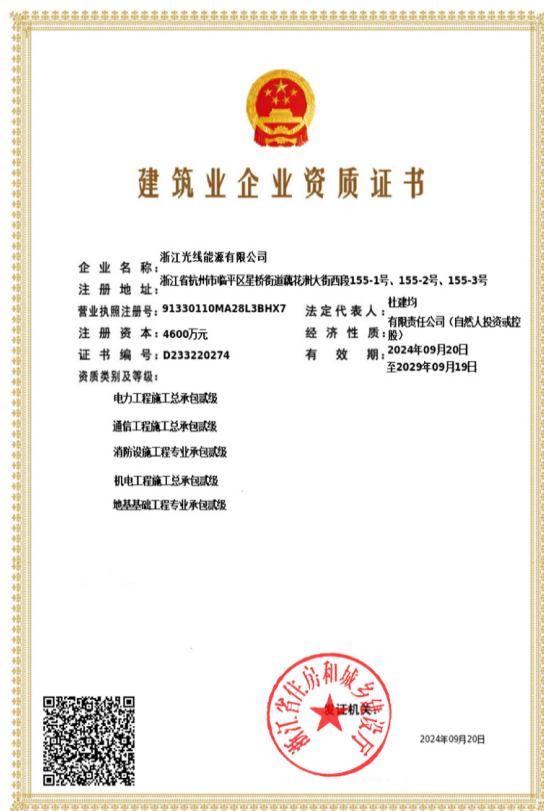 建筑业企业资质证书
企业名称：浙江光线能源有限公司
注册地址：浙江省杭州市临平区星桥街道藕花洲大街西段155-1号、155-2号、155-3号
营业执照注册号：91330110MA28L3BHX7 法定代表人：杜建均
注册资本：4600万元 经济性质：有限责任公司（自然人投资或控
股）
证书编号：D233220274 有效期：2024年09月20日
至2029年09月19日
资质类别及等级：
电力工程施工总承包贰级
通信工程施工总承包贰级
消防设施工程专业承包贰级
机电工程施工总承包贰级
地基基础工程专业承包贰级
浙江省住房和城乡建设厅
发证机关：
2024年09月20日